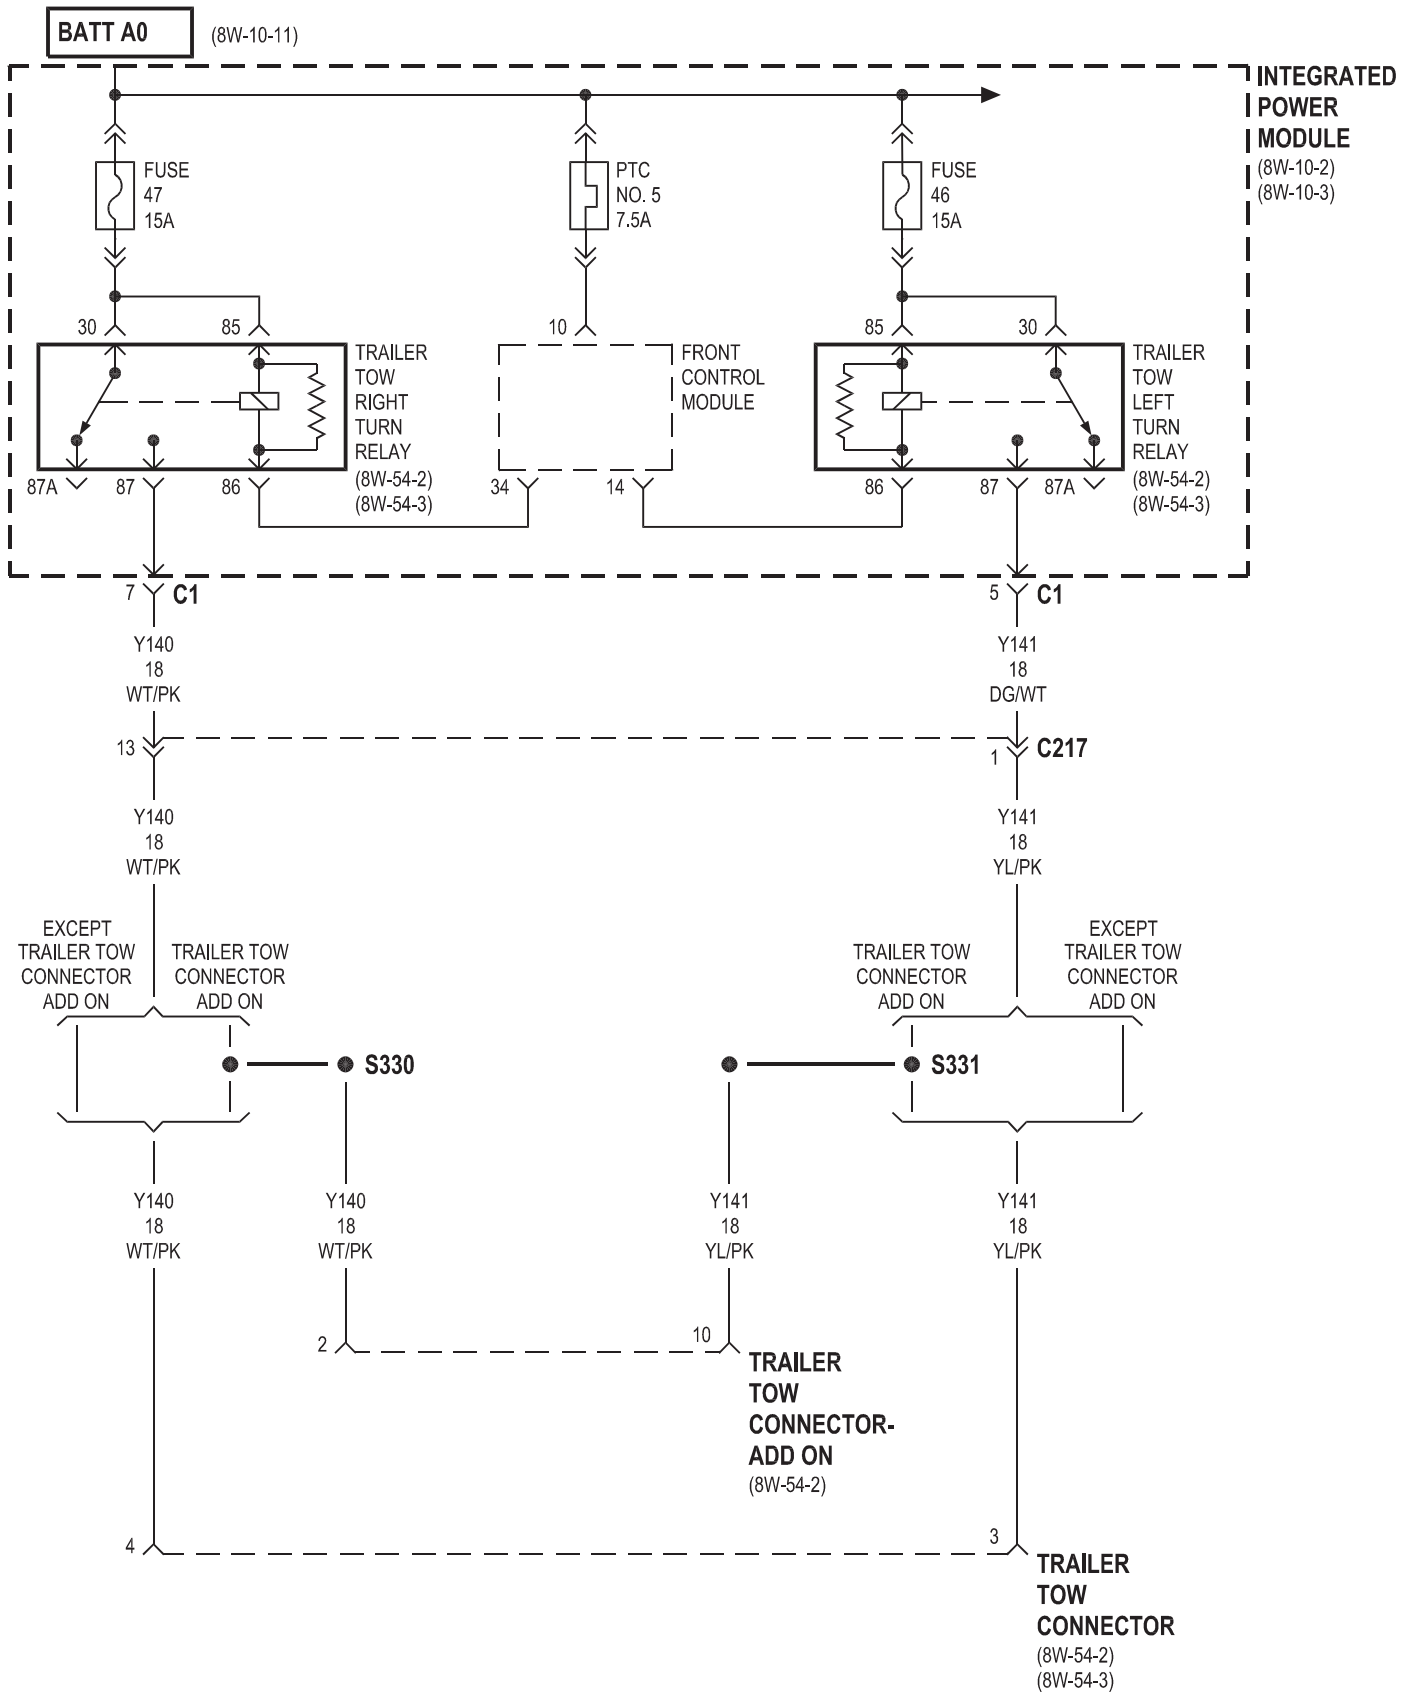 BATT A0
(8W-10-11)
INTEGRATED
POWER
MODULE
(8W-10-2)
(8W-10-3)
FUSE
47
15A
PTC
NO. 5
7.5A
FUSE
46
15A
30
85
10
85
30
TRAILER
TOW
RIGHT
TURN
RELAY
(8W-54-2)
(8W-54-3)
FRONT
CONTROL
MODULE
TRAILER
TOW
LEFT
TURN
RELAY
(8W-54-2)
(8W-54-3)
87A
87
86
34
14
86
87
87A
7
C1
5
C1
Y140
18
WT/PK
Y141
18
DG/WT
13
1
C217
Y140
18
WT/PK
Y141
18
YL/PK
EXCEPT
TRAILER TOW
CONNECTOR
ADD ON
TRAILER TOW
CONNECTOR
ADD ON
TRAILER TOW
CONNECTOR
ADD ON
EXCEPT
TRAILER TOW
CONNECTOR
ADD ON
S330
S331
Y140
18
WT/PK
Y140
18
WT/PK
Y141
18
YL/PK
Y141
18
YL/PK
2
10
TRAILER
TOW
CONNECTOR-
ADD ON
(8W-54-2)
4
3
TRAILER
TOW
CONNECTOR
(8W-54-2)
(8W-54-3)